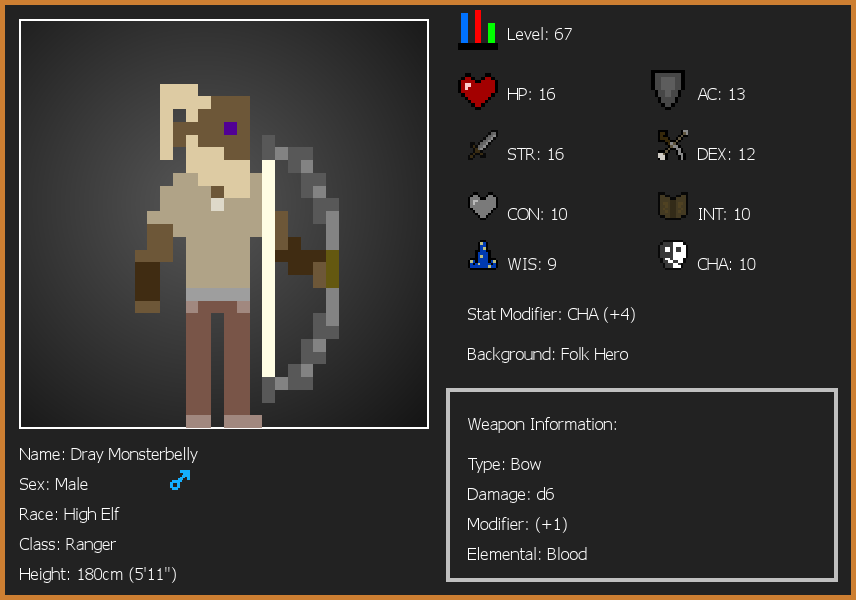 Level: 67
HP: 16
AC: 13
STR: 16
DEX: 12
CON: 10
INT: 10
WIS: 9
CHA: 10
Stat Modifier: CHA (+4)
Background: Folk Hero
Weapon Information:
Type: Bow
Damage: d6
Modifier: (+1)
Elemental: Blood
Name: Dray Monsterbelly
Sex: Male
Race: High Elf
Class: Ranger
Height: 180cm (5'11")